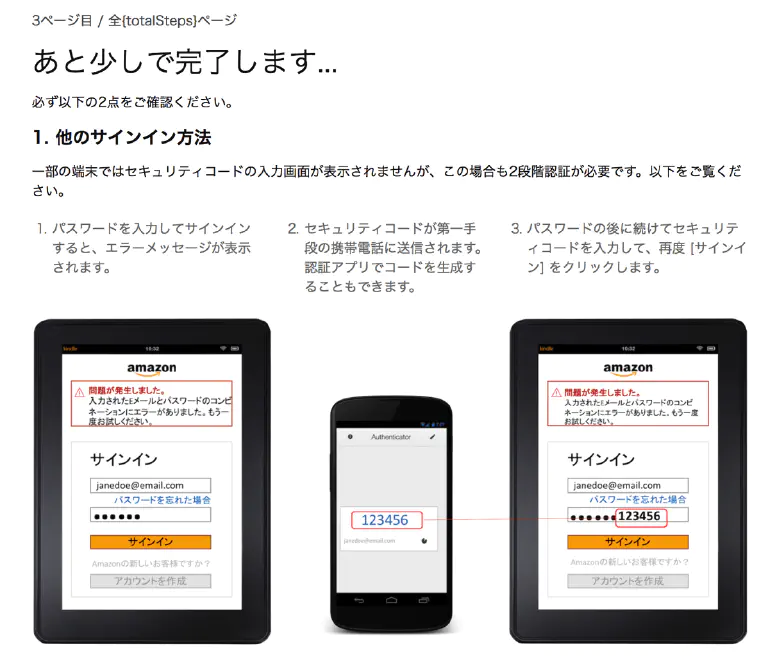 3ページ目 / 全{totalSteps}ページ
あと少しで完了します...
必ず以下の2点をご確認ください。
1. 他のサインイン方法
一部の端末ではセキュリティコードの入力画面が表示されませんが、この場合も2段階認証が必要です。以下をご覧くだ
さい。
1. パスワードを入力してサインイン
すると、エラーメッセージが表示
されます。
2. セキュリティコードが第一手
段の携帯電話に送信されます。
認証アプリでコードを生成す
ることもできます。
3. パスワードの後に続けてセキュリテ
ィコードを入力して、再度 [サインイ
ン] をクリックします。
kindle 16:52
amazon
問題が発生しました。
入力されたEメールとパスワードのコンビ
ネーションにエラーがありました。もう一
度お試しください。
サインイン
janedoe@email.com
パスワードを忘れた場合
サインイン
Amazonの新しいお客様ですか？
アカウントを作成
Authenticator
123456
janedoe@email.com
kindle 16:52
amazon
問題が発生しました。
入力されたEメールとパスワードのコンビ
ネーションにエラーがありました。もう一
度お試しください。
サインイン
janedoe@email.com
パスワードを忘れた場合
123456
サインイン
Amazonの新しいお客様ですか？
アカウントを作成